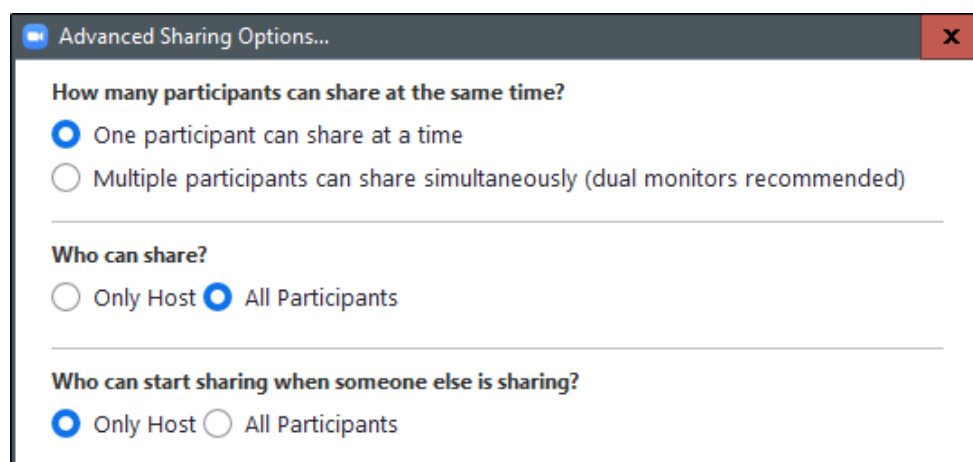 Advanced Sharing Options...
X
How many participants can share at the same time?
One participant can share at a time
Multiple participants can share simultaneously (dual monitors recommended)
Who can share?
Only Host All Participants
Who can start sharing when someone else is sharing?
Only Host All Participants